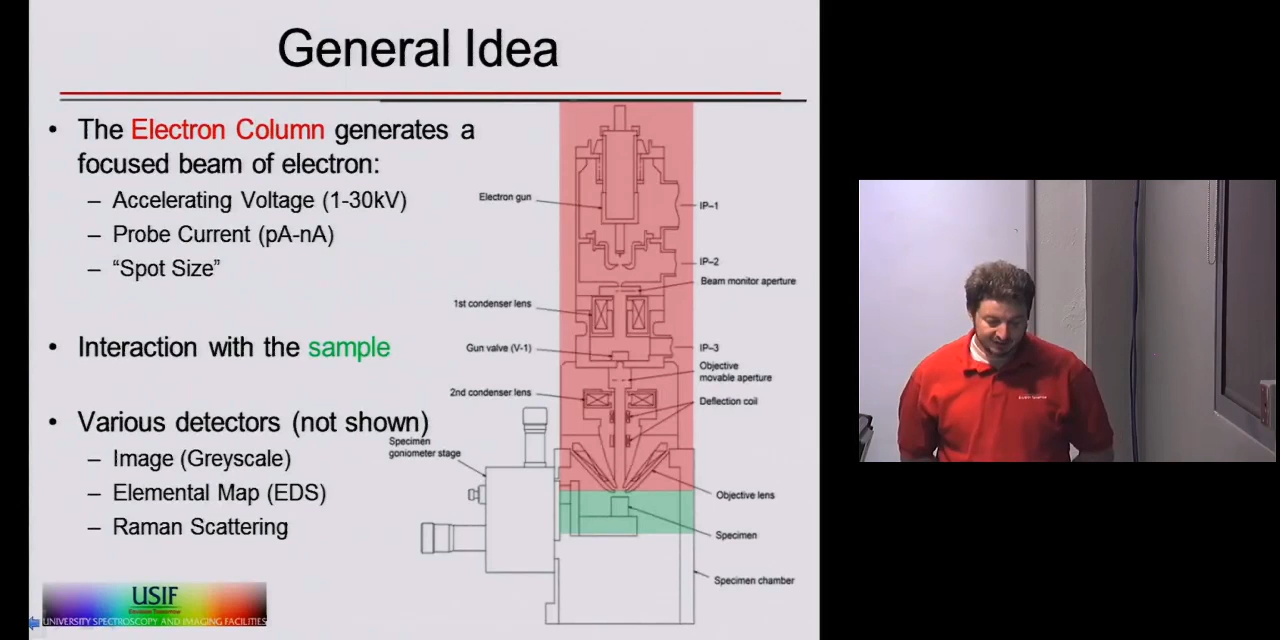 General Idea
• The Electron Column generates a
focused beam of electron:
– Accelerating Voltage (1-30kV)
– Probe Current (pA-nA)
– “Spot Size”
• Interaction with the sample
• Various detectors (not shown)
– Image (Greyscale)
– Elemental Map (EDS)
– Raman Scattering
Electron gun
IP–1
IP–2
Beam monitor aperture
1st condenser lens
Gun valve (V-1)
IP–3
Objective
movable aperture
2nd condenser lens
Deflection coil
Specimen
goniometer stage
Objective lens
Specimen
Specimen chamber
USIF
UNIVERSITY SPECTROSCOPY AND IMAGING FACILITIES